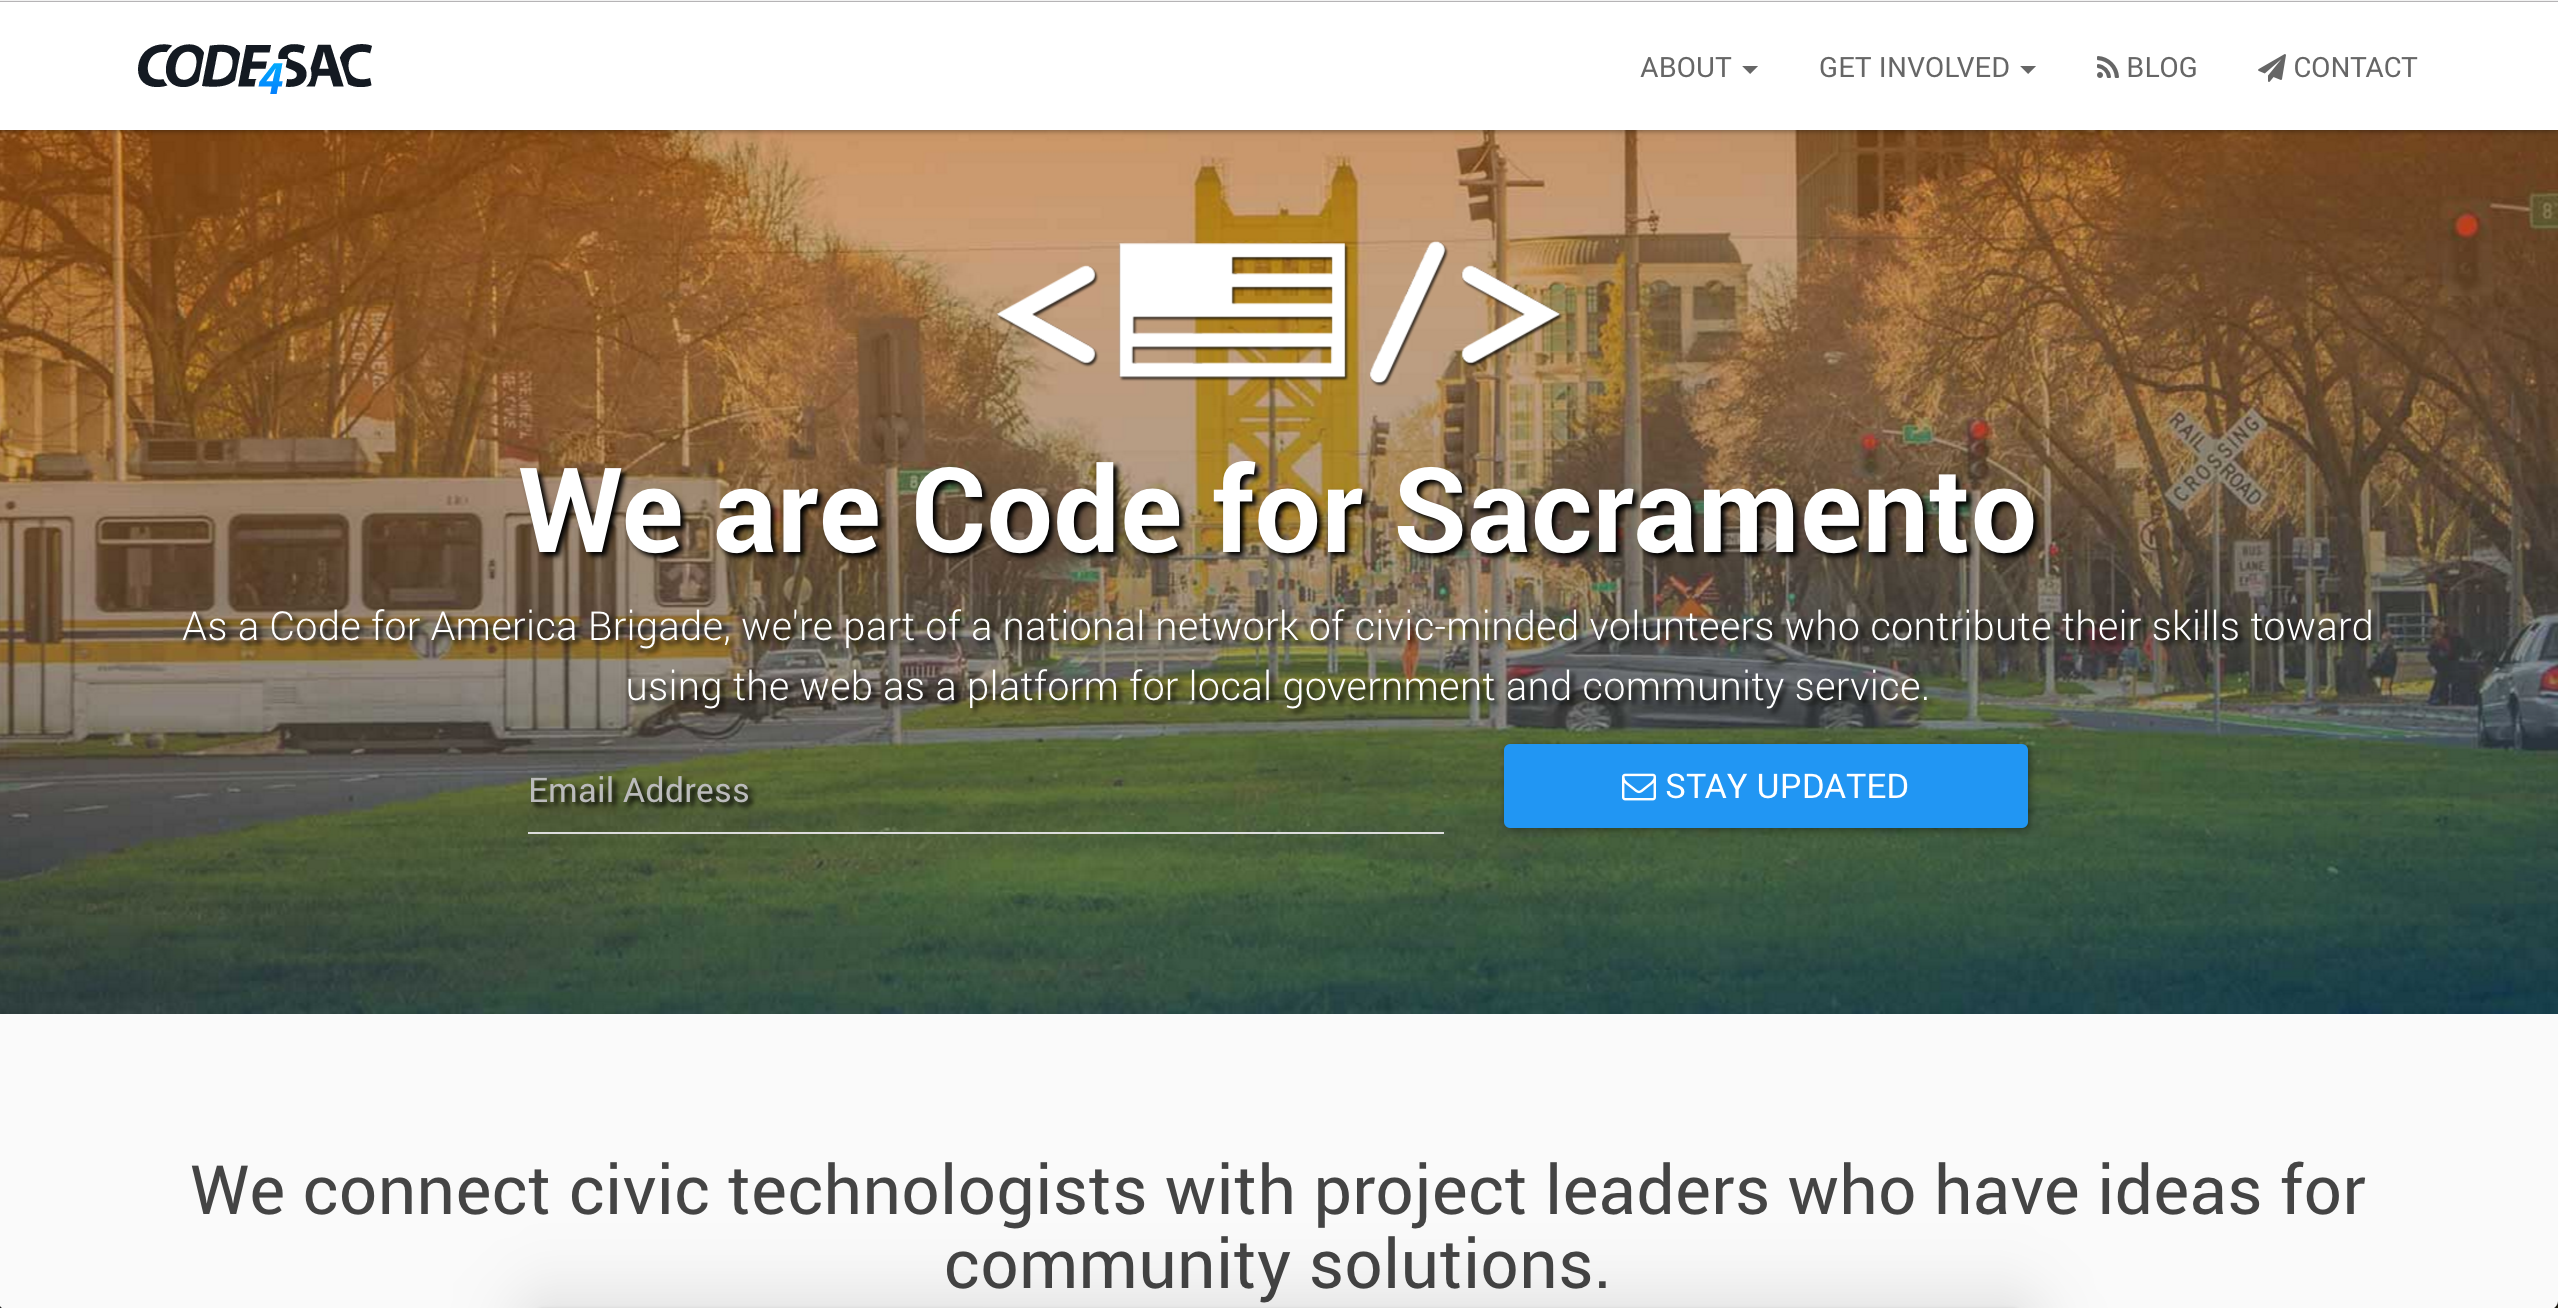 CODE4SAC
ABOUT
GET INVOLVED
BLOG
CONTACT
We are Code for Sacramento
As a Code for America Brigade, we're part of a national network of civic-minded volunteers who contribute their skills toward
using the web as a platform for local government and community service.
Email Address
STAY UPDATED
RAIL ROAD
CROSSING
BUS
LANE
We connect civic technologists with project leaders who have ideas for
community solutions.